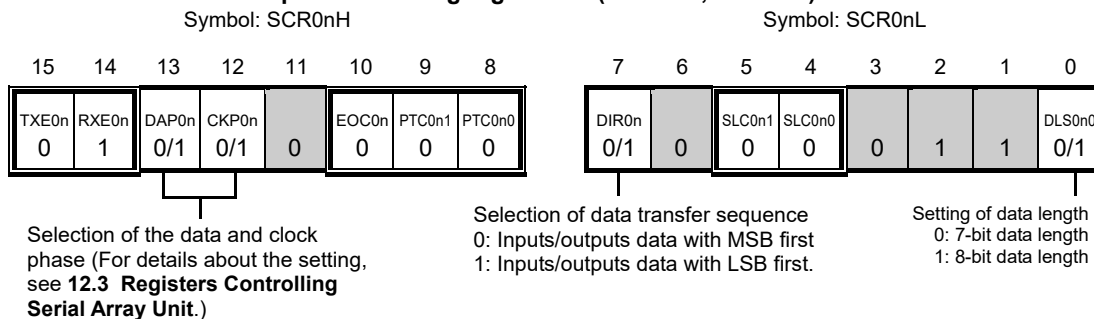 Symbol: SCR0nH
Symbol: SCR0nL
15 14 13 12 11 10 9 8
7 6 5 4 3 2 1 0
TXE0n RXE0n DAP0n CKP0n EOC0n PTC0n1 PTC0n0
DIR0n SLC0n1 SLC0n0 DLS0n0
0 1 0/1 0/1 0 0 0 0
0/1 0 0 0 0 1 1 0/1
Selection of the data and clock
phase (For details about the setting,
see 12.3 Registers Controlling
Serial Array Unit.)
Selection of data transfer sequence
0: Inputs/outputs data with MSB first
1: Inputs/outputs data with LSB first.
Setting of data length
0: 7-bit data length
1: 8-bit data length